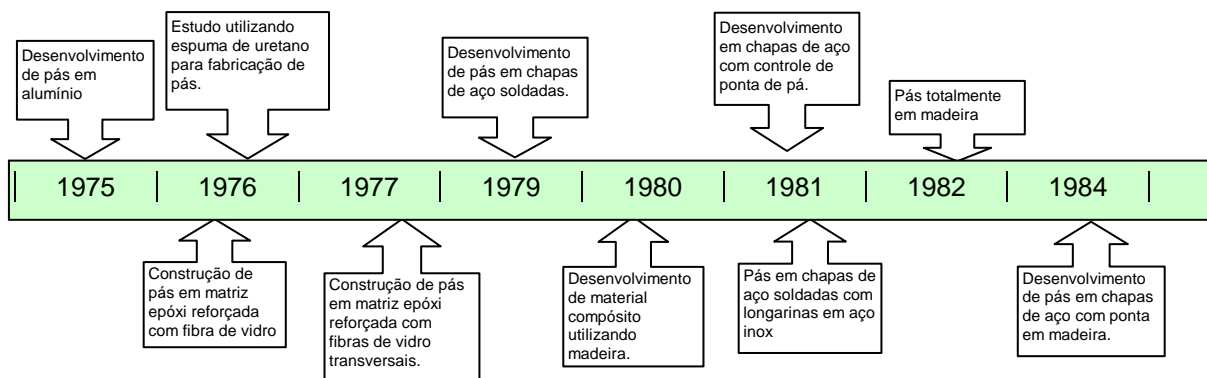 Desenvolvimento
de pás em
alumínio
Estudo utilizando
espuma de uretano
para fabricação de
pás.
Desenvolvimento
de pás em chapas
de aço soldadas.
Desenvolvimento
em chapas de aço
com controle de
ponta de pá.
Pás totalmente
em madeira
1975
1976
1977
1979
1980
1981
1982
1984
Construção de
pás em matriz
epóxi reforçada
com fibra de vidro
Construção de pás
em matriz epóxi
reforçada com
fibras de vidro
transversais.
Desenvolvimento
de material
compósito
utilizando
madeira.
Pás em chapas de
aço soldadas com
longarinas em aço
inox
Desenvolvimento
de pás em chapas
de aço com ponta
em madeira.